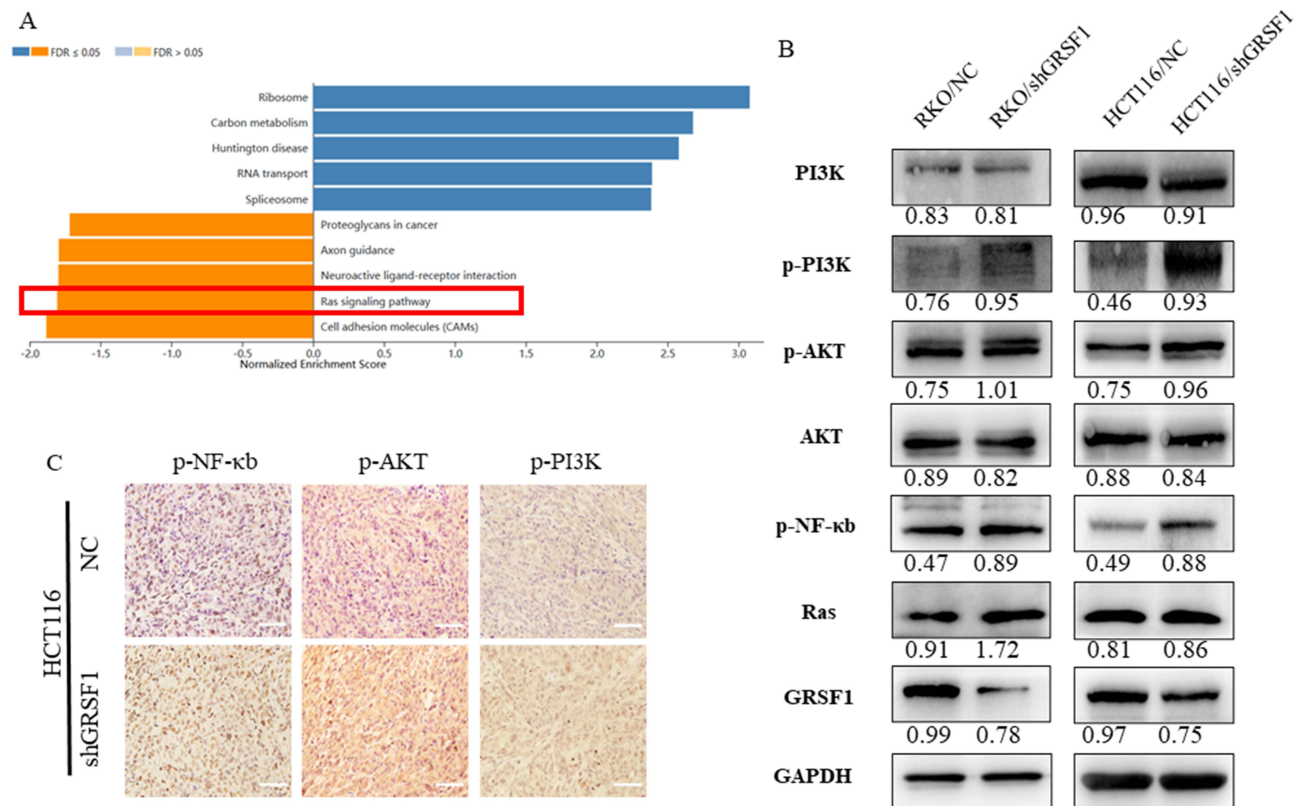 A
FDR ≤ 0.05 FDR > 0.05
Ribosome
Carbon metabolism
Huntington disease
RNA transport
Spliceosome
Proteoglycans in cancer
Axon guidance
Neuroactive ligand-receptor interaction
Ras signaling pathway
Cell adhesion molecules (CAMs)
-2.0 -1.5 -1.0 -0.5 0.0 0.5 1.0 1.5 2.0 2.5 3.0
Normalized Enrichment Score
B
RKO/NC RKO/shGRSF1 HCT116/NC HCT116/shGRSF1
PI3K
0.83 0.81 0.96 0.91
p-PI3K
0.76 0.95 0.46 0.93
p-AKT
0.75 1.01 0.75 0.96
AKT
0.89 0.82 0.88 0.84
p-NF-κb
0.47 0.89 0.49 0.88
Ras
0.91 1.72 0.81 0.86
GRSF1
0.99 0.78 0.97 0.75
GAPDH
C
p-NF-κb p-AKT p-PI3K
HCT116
NC
shGRSF1